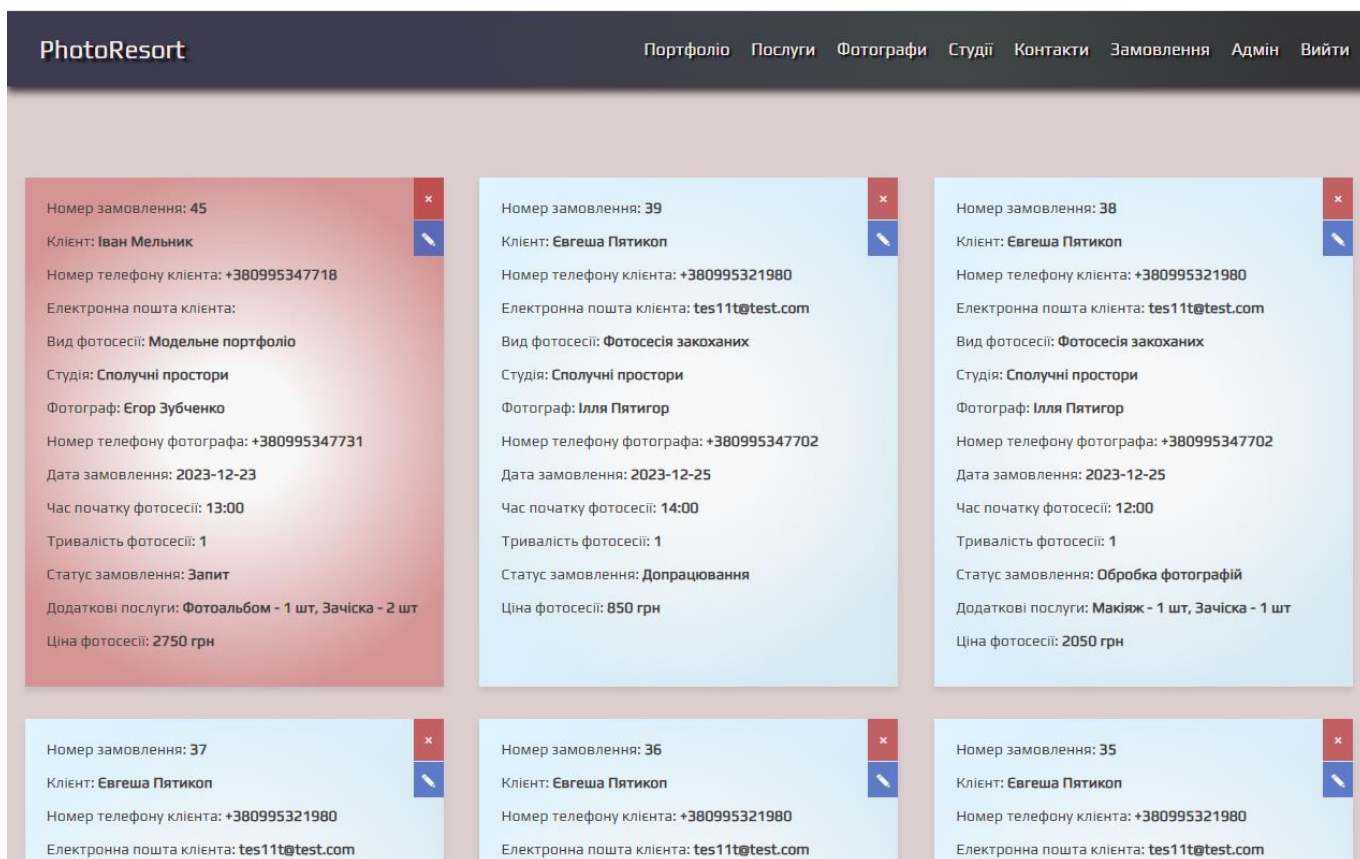 PhotoResort
Портфоліо Послуги Фотографи Студії Контакти Замовлення Адмін Вийти
Номер замовлення: 45
Клієнт: Іван Мельник
Номер телефону клієнта: +380995347718
Електронна пошта клієнта:
Вид фотосесії: Модельне портфоліо
Студія: Сполучні простори
Фотограф: Єгор Зубченко
Номер телефону фотографа: +380995347731
Дата замовлення: 2023-12-23
Час початку фотосесії: 13:00
Тривалість фотосесії: 1
Статус замовлення: Запит
Додаткові послуги: Фотоальбом - 1 шт, Зачіска - 2 шт
Ціна фотосесії: 2750 грн
Номер замовлення: 39
Клієнт: Євгеша Пятикоп
Номер телефону клієнта: +380995321980
Електронна пошта клієнта: tes11t@test.com
Вид фотосесії: Фотосесія закоханих
Студія: Сполучні простори
Фотограф: Ілля Пятигор
Номер телефону фотографа: +380995347702
Дата замовлення: 2023-12-25
Час початку фотосесії: 14:00
Тривалість фотосесії: 1
Статус замовлення: Допрацювання
Ціна фотосесії: 850 грн
Номер замовлення: 38
Клієнт: Євгеша Пятикоп
Номер телефону клієнта: +380995321980
Електронна пошта клієнта: tes11t@test.com
Вид фотосесії: Фотосесія закоханих
Студія: Сполучні простори
Фотограф: Ілля Пятигор
Номер телефону фотографа: +380995347702
Дата замовлення: 2023-12-25
Час початку фотосесії: 12:00
Тривалість фотосесії: 1
Статус замовлення: Обробка фотографій
Додаткові послуги: Макіяж - 1 шт, Зачіска - 1 шт
Ціна фотосесії: 2050 грн
Номер замовлення: 37
Клієнт: Євгеша Пятикоп
Номер телефону клієнта: +380995321980
Електронна пошта клієнта: tes11t@test.com
Номер замовлення: 36
Клієнт: Євгеша Пятикоп
Номер телефону клієнта: +380995321980
Електронна пошта клієнта: tes11t@test.com
Номер замовлення: 35
Клієнт: Євгеша Пятикоп
Номер телефону клієнта: +380995321980
Електронна пошта клієнта: tes11t@test.com